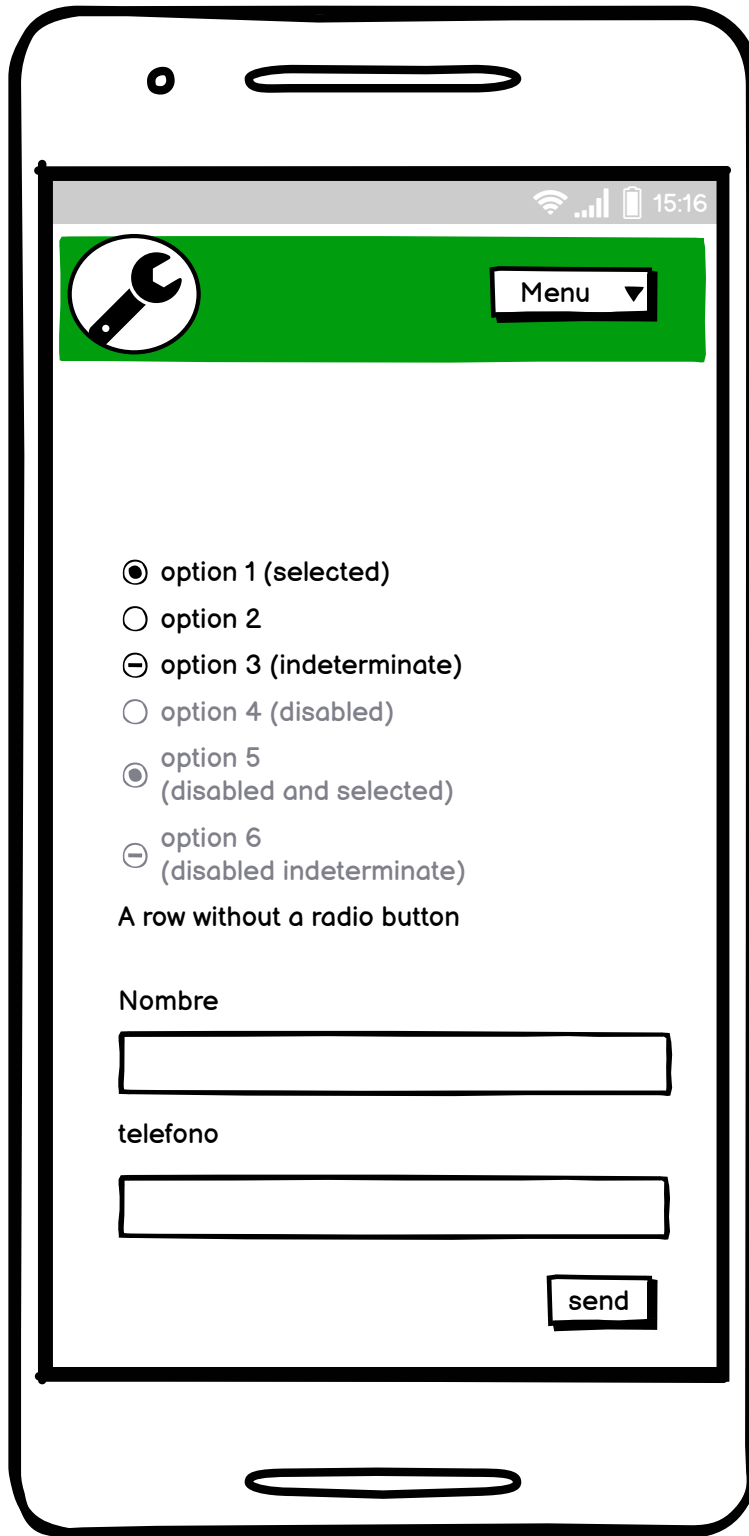 15:16
Menu
option 1 (selected)
option 2
option 3 (indeterminate)
option 4 (disabled)
option 5
(disabled and selected)
option 6
(disabled indeterminate)
A row without a radio button
Nombre
telefono
send